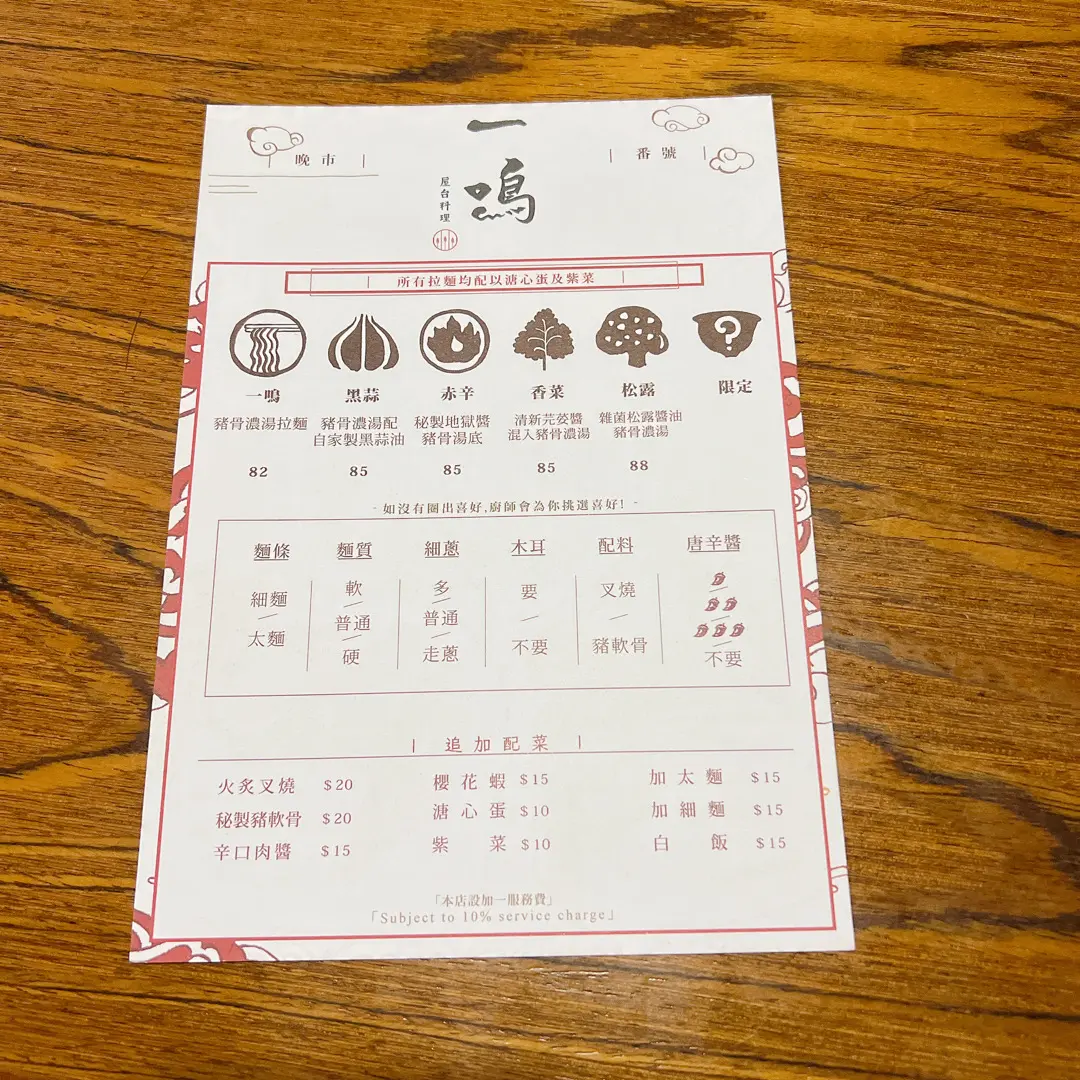 晚市
番號
一鳴
屋台料理
所有拉麵均配以溏心蛋及紫菜
一鳴
黑蒜
赤辛
香菜
松露
限定
豬骨濃湯拉麵
豬骨濃湯配
自家製黑蒜油
秘製地獄醬
豬骨湯底
清新芫荽醬
混入豬骨濃湯
雜菌松露醬油
豬骨濃湯
82
85
85
85
88
- 如沒有圈出喜好,廚師會為你挑選喜好! -
麵條
麵質
細蔥
木耳
配料
唐辛醬
細麵
太麵
軟
普通
硬
多
普通
走蔥
要
不要
叉燒
豬軟骨
不要
追加配菜
火炙叉燒 $20
櫻花蝦 $15
加太麵 $15
秘製豬軟骨 $20
溏心蛋 $10
加細麵 $15
辛口肉醬 $15
紫菜 $10
白飯 $15
「本店設加一服務費」
「Subject to 10% service charge」